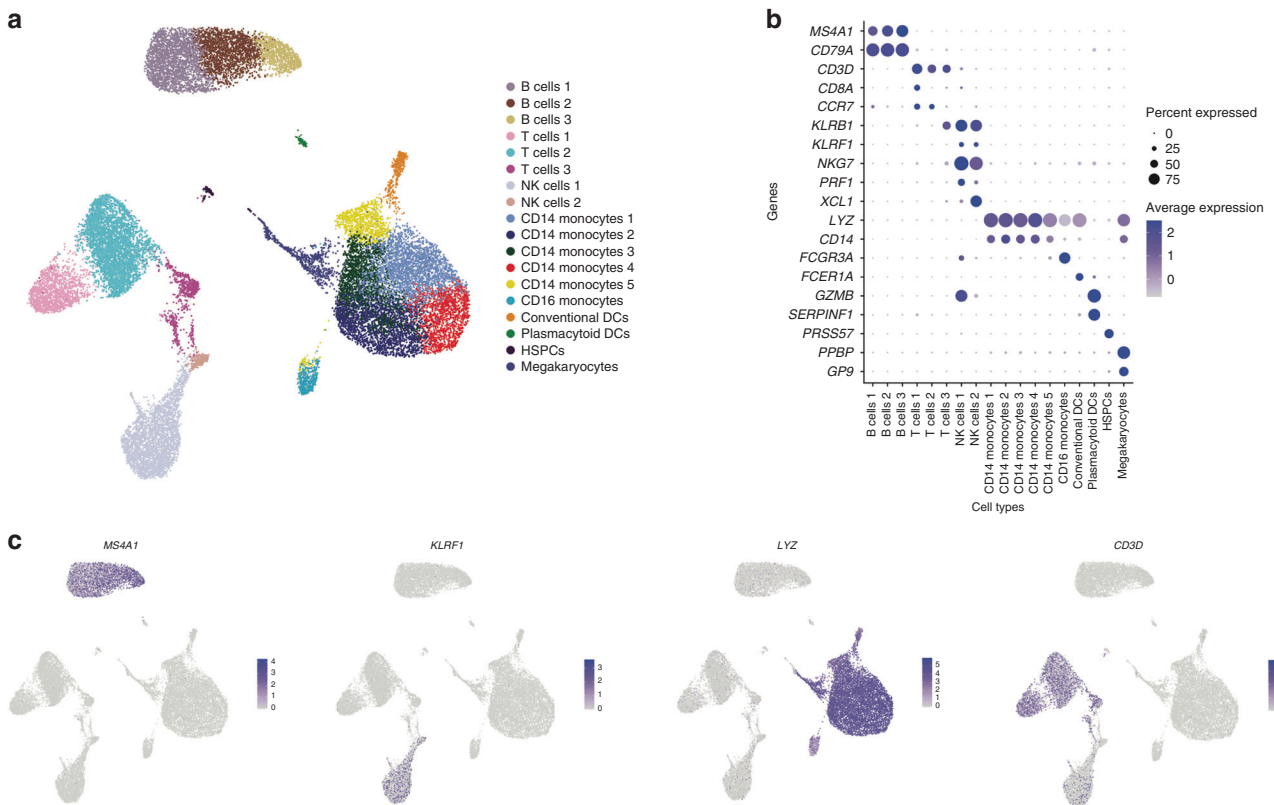 a
B cells 1
B cells 2
B cells 3
T cells 1
T cells 2
T cells 3
NK cells 1
NK cells 2
CD14 monocytes 1
CD14 monocytes 2
CD14 monocytes 3
CD14 monocytes 4
CD14 monocytes 5
CD16 monocytes
Conventional DCs
Plasmacytoid DCs
HSPCs
Megakaryocytes
b
Genes
MS4A1
CD79A
CD3D
CD8A
CCR7
KLRB1
KLRF1
NKG7
PRF1
XCL1
LYZ
CD14
FCGR3A
FCER1A
GZMB
SERPINF1
PRSS57
PPBP
GP9
B cells 1
B cells 2
B cells 3
T cells 1
T cells 2
T cells 3
NK cells 1
NK cells 2
CD14 monocytes 1
CD14 monocytes 2
CD14 monocytes 3
CD14 monocytes 4
CD14 monocytes 5
CD16 monocytes
Conventional DCs
Plasmacytoid DCs
HSPCs
Megakaryocytes
Cell types
Percent expressed
0
25
50
75
Average expression
2
1
0
c
MS4A1
4
3
2
1
0
KLRF1
3
2
1
0
LYZ
5
4
3
2
1
0
CD3D